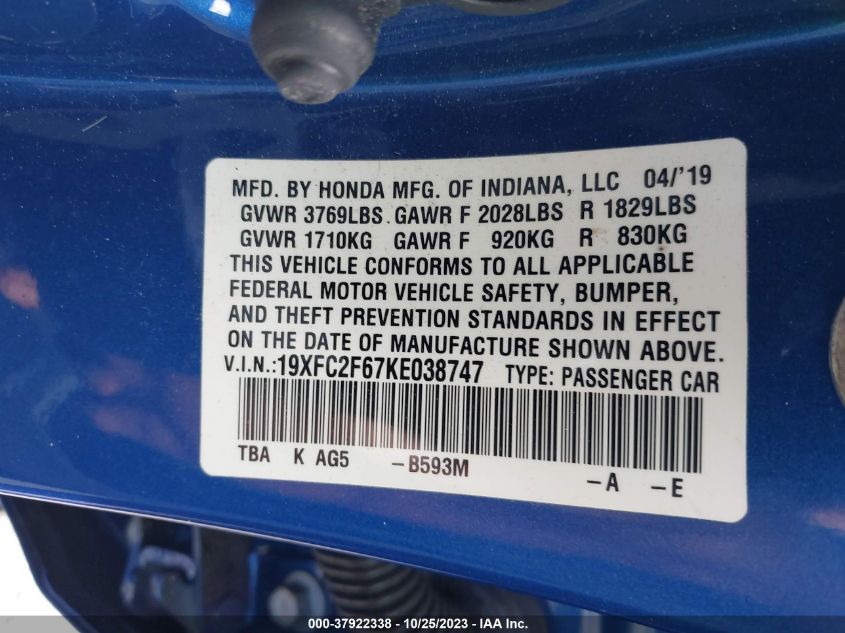 MFD. BY HONDA MFG. OF INDIANA, LLC 04/'19
GVWR 3769LBS GAWR F 2028LBS R 1829LBS
GVWR 1710KG GAWR F 920KG R 830KG
THIS VEHICLE CONFORMS TO ALL APPLICABLE
FEDERAL MOTOR VEHICLE SAFETY, BUMPER,
AND THEFT PREVENTION STANDARDS IN EFFECT
ON THE DATE OF MANUFACTURE SHOWN ABOVE.
V.I.N.:19XFC2F67KE038747 TYPE: PASSENGER CAR
TBA K AG5 -B593M -A -E
000-37922338 - 10/25/2023 - IAA Inc.